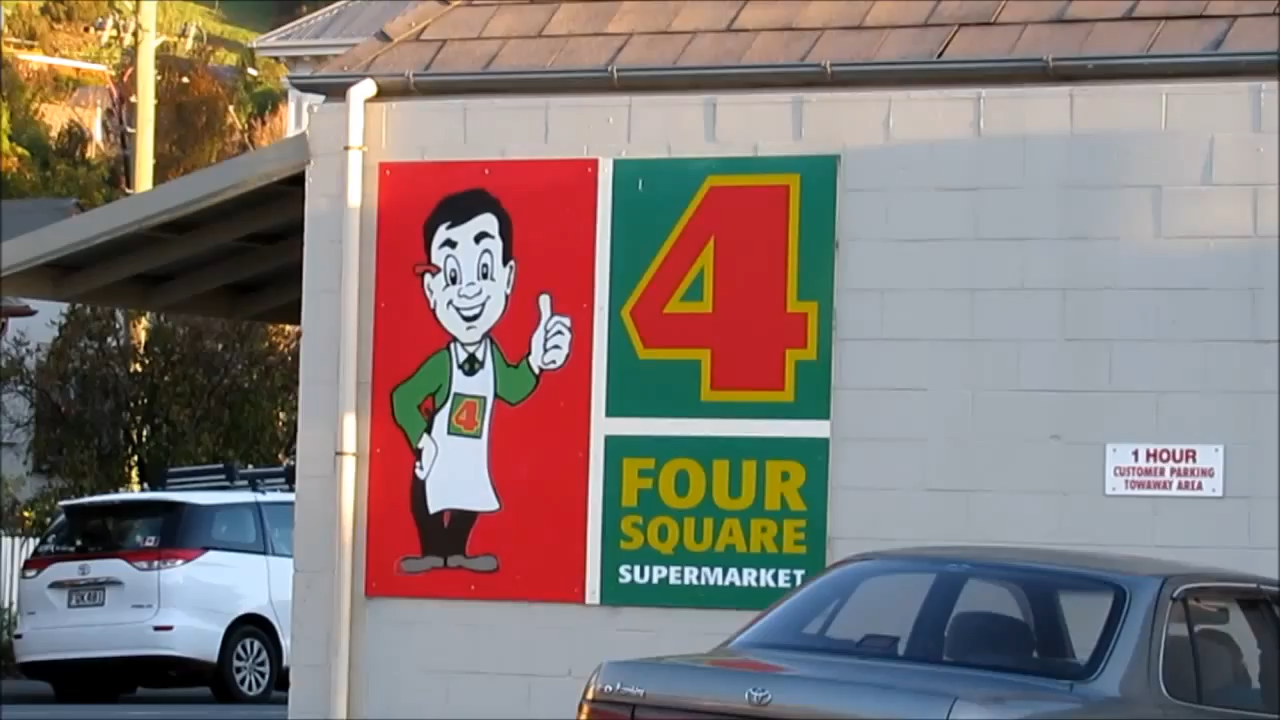 4
4
FOUR
SQUARE
SUPERMARKET
1 HOUR
CUSTOMER PARKING
TOWAWAY AREA